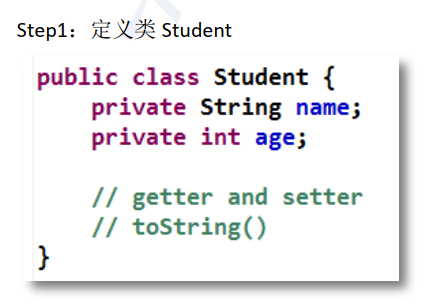 Step1：定义类 Student
public class Student {
    private String name;
    private int age;

    // getter and setter
    // toString()
}